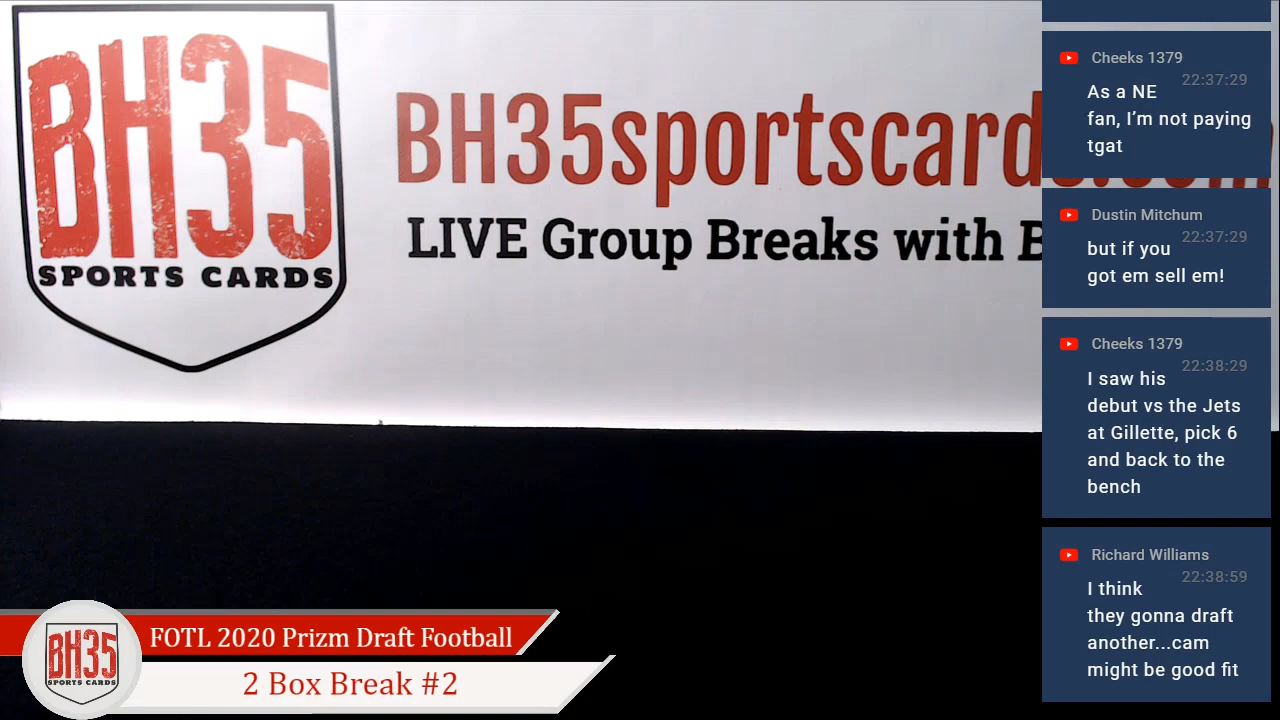 BH35
SPORTS CARDS
BH35sportscards.com
LIVE Group Breaks with B
Cheeks 1379
22:37:29
As a NE
fan, I’m not paying
tgat
Dustin Mitchum
22:37:29
but if you
got em sell em!
Cheeks 1379
22:38:29
I saw his
debut vs the Jets
at Gillette, pick 6
and back to the
bench
Richard Williams
22:38:59
I think
they gonna draft
another...cam
might be good fit
BH35
SPORTS CARDS
FOTL 2020 Prizm Draft Football
2 Box Break #2